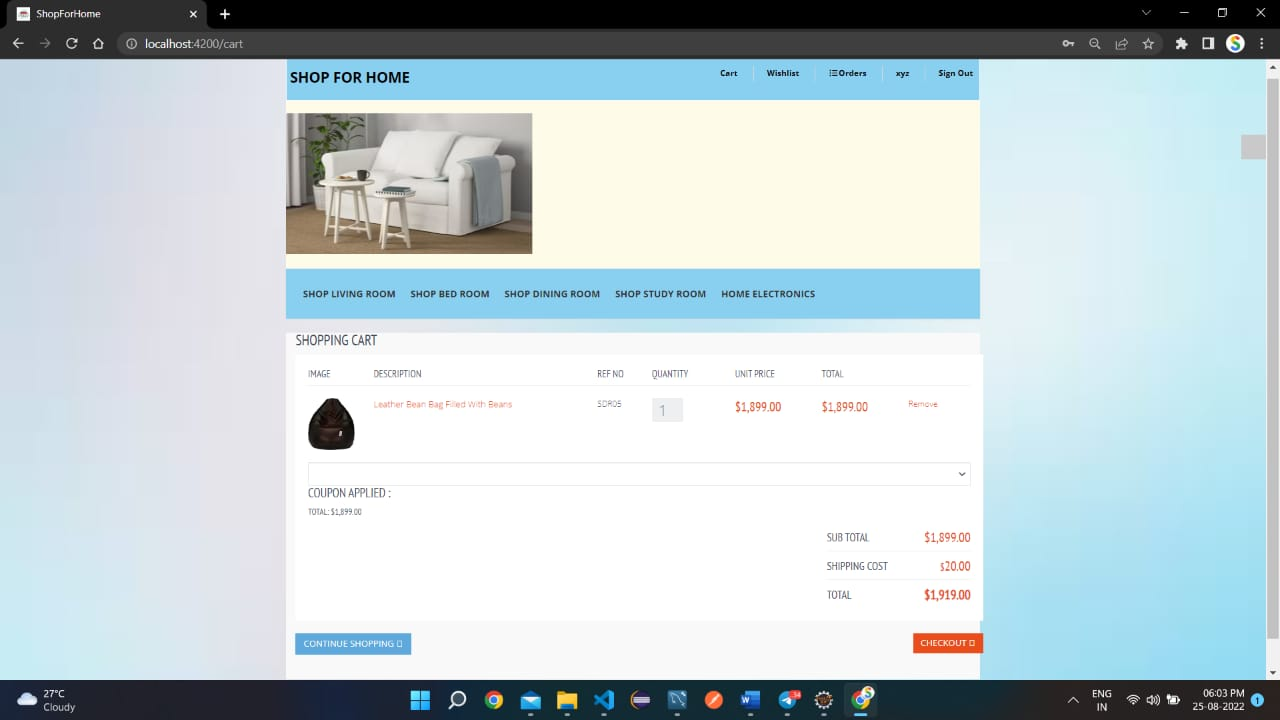 ShopForHome
localhost:4200/cart
SHOP FOR HOME
Cart Wishlist Orders xyz Sign Out
SHOP LIVING ROOM SHOP BED ROOM SHOP DINING ROOM SHOP STUDY ROOM HOME ELECTRONICS
SHOPPING CART
IMAGE DESCRIPTION REF NO QUANTITY UNIT PRICE TOTAL
Leather Bean Bag Filled With Beans SDR05 1 $1,899.00 $1,899.00 Remove
COUPON APPLIED :
TOTAL: $1,899.00
SUB TOTAL $1,899.00
SHIPPING COST $20.00
TOTAL $1,919.00
CONTINUE SHOPPING CHECKOUT
27°C
Cloudy
34
ENG
IN
06:03 PM
25-08-2022
1